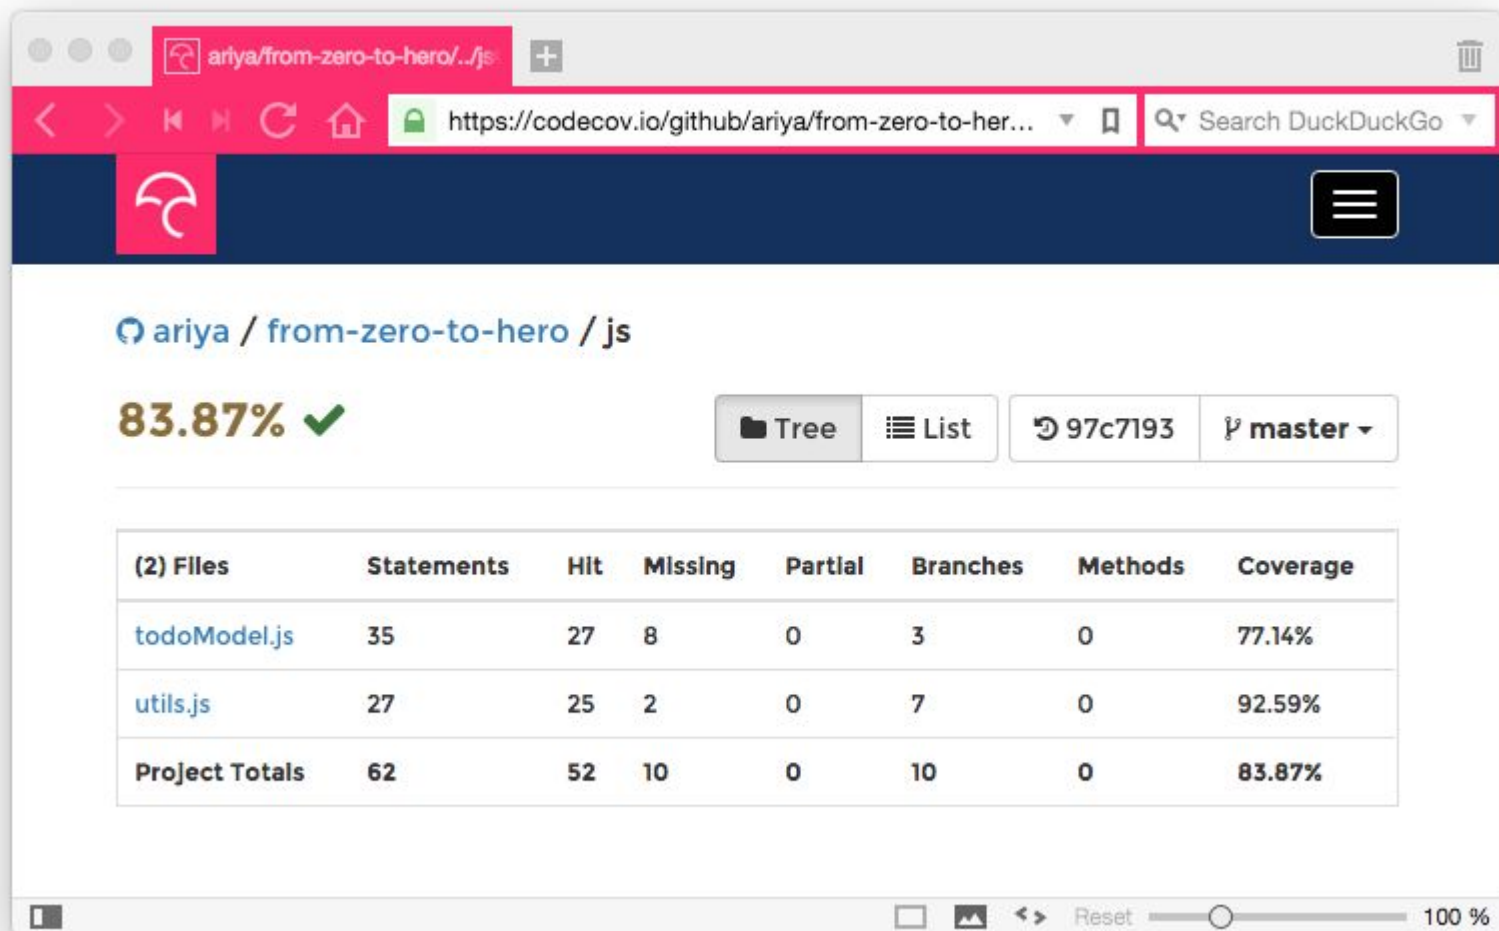 ariya/from-zero-to-hero/../js
https://codecov.io/github/ariya/from-zero-to-her... Search DuckDuckGo
ariya / from-zero-to-hero / js
83.87% Tree List 97c7193 master
(2) Files Statements Hit Missing Partial Branches Methods Coverage
todoModel.js 35 27 8 0 3 0 77.14%
utils.js 27 25 2 0 7 0 92.59%
Project Totals 62 52 10 0 10 0 83.87%
Reset 100 %